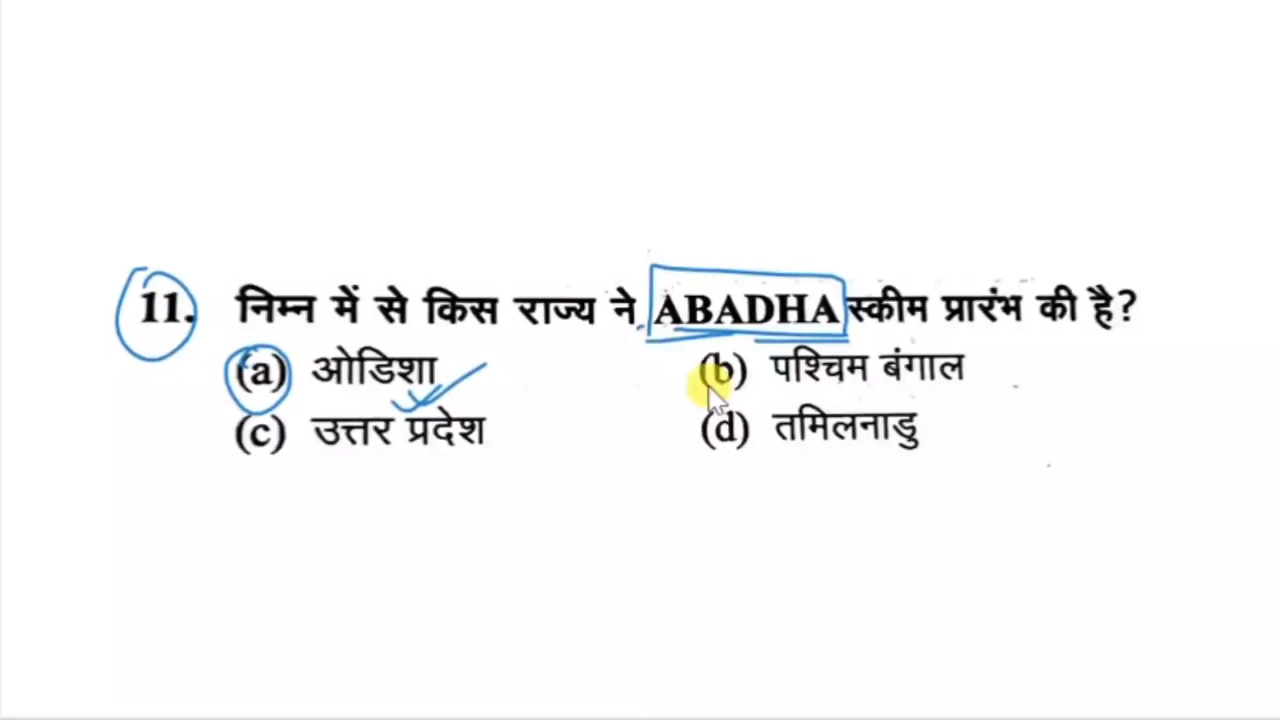 11. निम्न में से किस राज्य ने ABADHA स्कीम प्रारंभ की है?
(a) ओडिशा (b) पश्चिम बंगाल
(c) उत्तर प्रदेश (d) तमिलनाडु